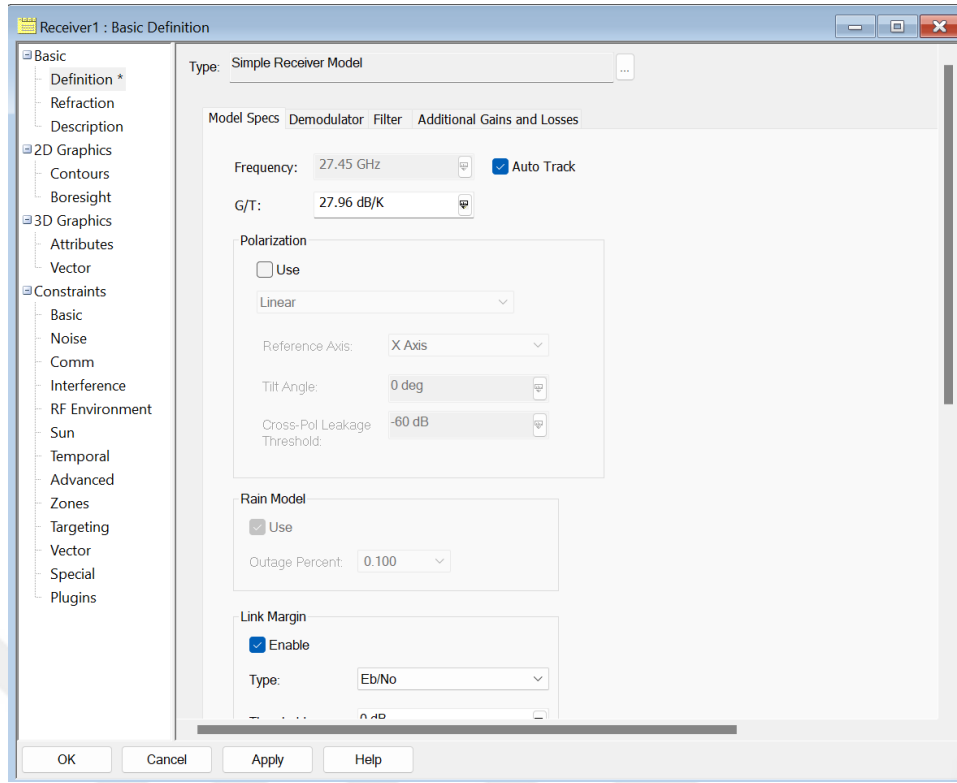 Receiver1 : Basic Definition
Basic
Definition *
Refraction
Description
2D Graphics
Contours
Boresight
3D Graphics
Attributes
Vector
Constraints
Basic
Noise
Comm
Interference
RF Environment
Sun
Temporal
Advanced
Zones
Targeting
Vector
Special
Plugins
Type: Simple Receiver Model ...
Model Specs Demodulator Filter Additional Gains and Losses
Frequency: 27.45 GHz Auto Track
G/T: 27.96 dB/K
Polarization
Use
Linear
Reference Axis: X Axis
Tilt Angle: 0 deg
Cross-Pol Leakage
Threshold: -60 dB
Rain Model
Use
Outage Percent: 0.100
Link Margin
Enable
Type: Eb/No
0 dB
OK Cancel Apply Help